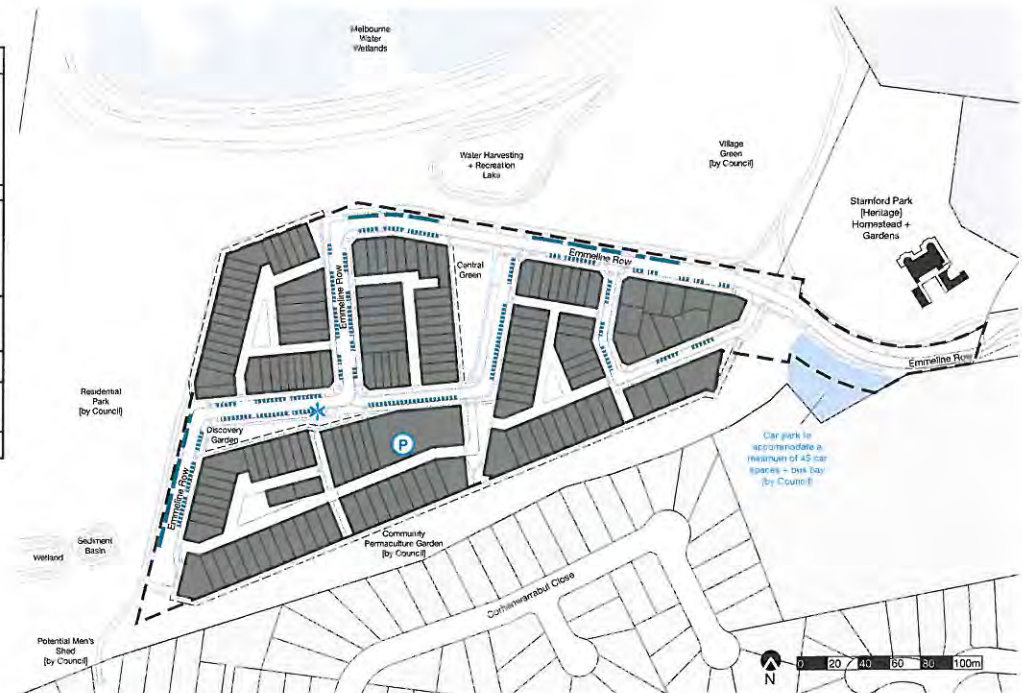 Melbourne
Water
Wetlands
Water Harvesting
+ Recreation
Lake
Village
Green
[by Council]
Stamford Park
[Heritage]
Homestead +
Gardens
Emmeline Row
Central
Green
Emmeline Row
Emmeline Row
Residential
Park
[by Council]
Discovery
Garden
P
Car park to
accommodate a
maximum of 45 car
spaces + bus bay
[by Council]
Emmeline Row
Community
Permaculture Garden
[by Council]
Wetland
Sediment
Basin
Corhanwarrabul Close
Potential Men's
Shed
[by Council]
N
0 20 40 60 80 100m